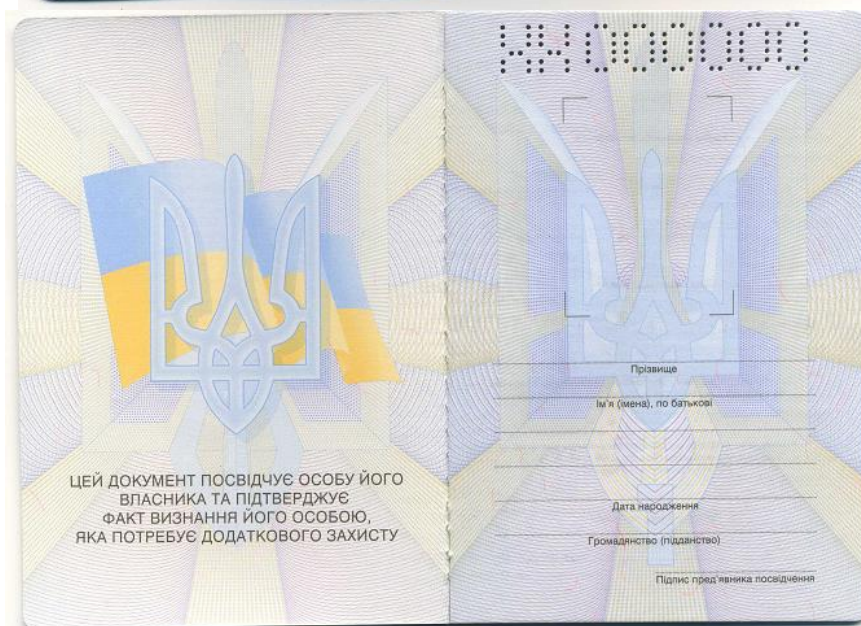 ЦЕЙ ДОКУМЕНТ ПОСВІДЧУЄ ОСОБУ ЙОГО
ВЛАСНИКА ТА ПІДТВЕРДЖУЄ
ФАКТ ВИЗНАННЯ ЙОГО ОСОБОЮ,
ЯКА ПОТРЕБУЄ ДОДАТКОВОГО ЗАХИСТУ
000000
Прізвище
Ім'я (імена), по батькові
Дата народження
Громадянство (підданство)
Підпис пред'явника посвідчення